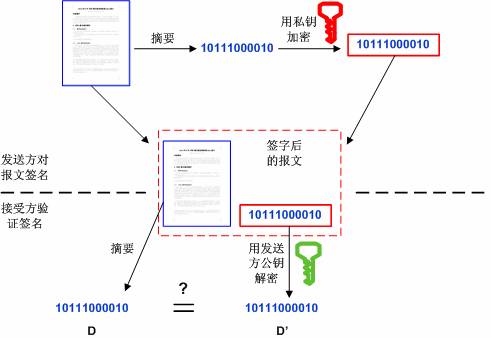 摘要
10111000010
用私钥
加密
10111000010
签字后
的报文
发送方对
报文签名
10111000010
接受方验
证签名
摘要
用发送
方公钥
解密
?
10111000010
=
10111000010
D
D'